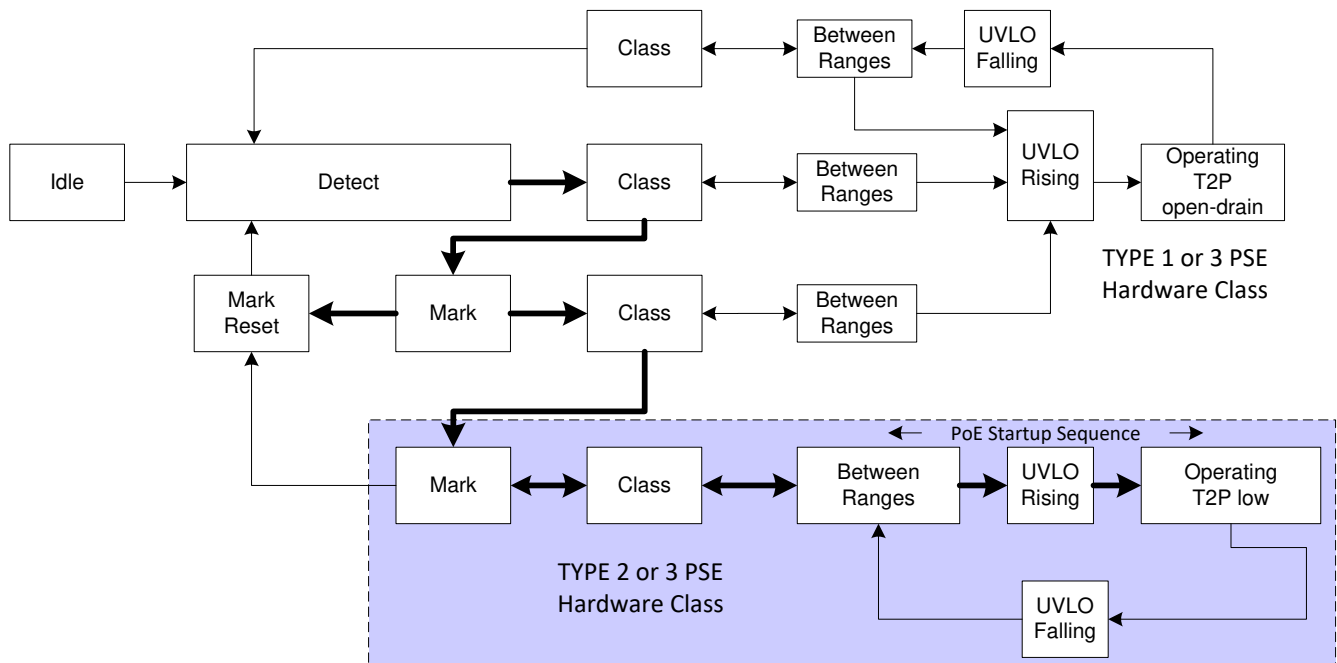 Class
Between
Ranges
UVLO
Falling
Idle
Detect
Class
Between
Ranges
UVLO
Rising
Operating
T2P
open-drain
TYPE 1 or 3 PSE
Hardware Class
Mark
Reset
Mark
Class
Between
Ranges
PoE Startup Sequence
Mark
Class
Between
Ranges
UVLO
Rising
Operating
T2P low
TYPE 2 or 3 PSE
Hardware Class
UVLO
Falling